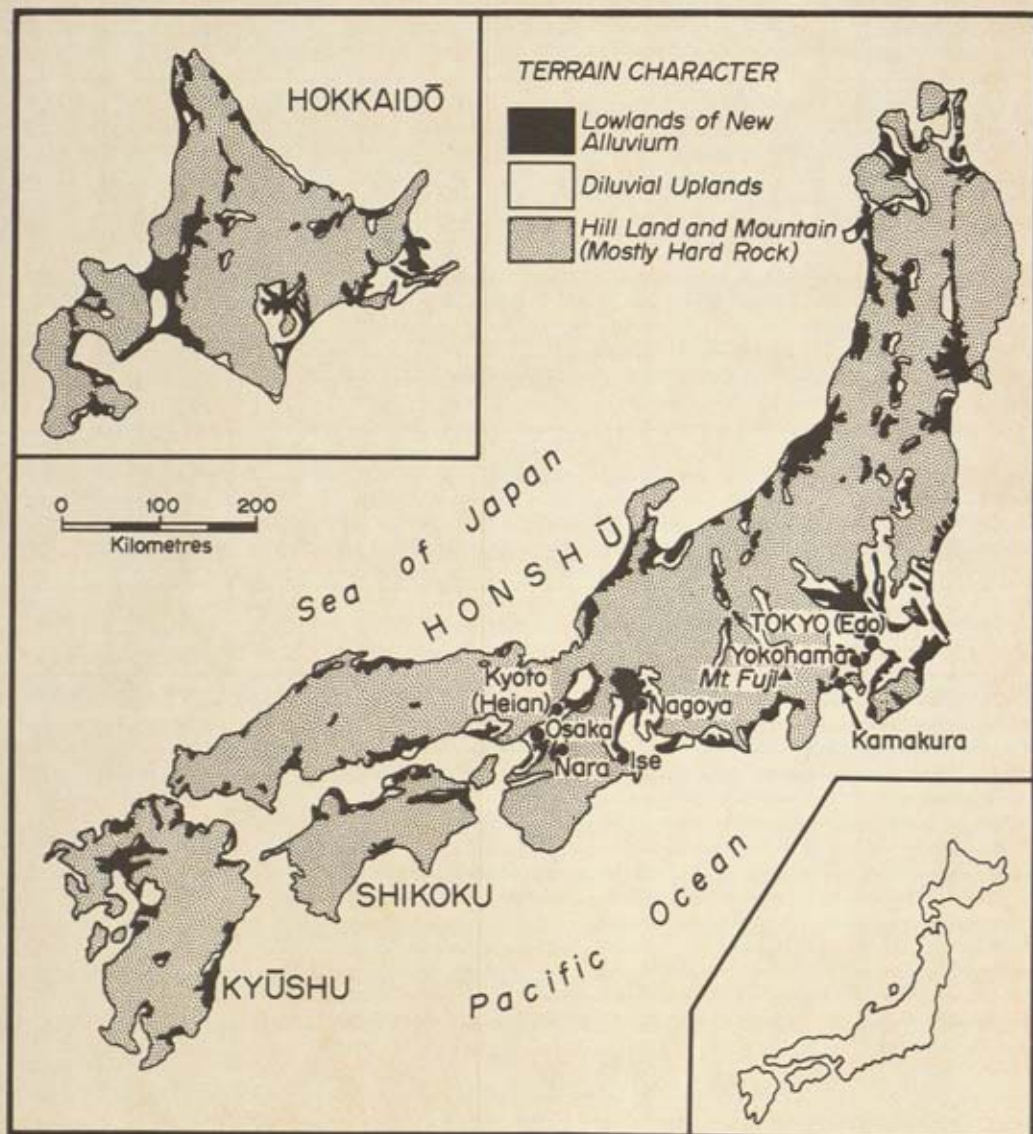 HOKKAIDŌ
TERRAIN CHARACTER
Lowlands of New
Alluvium
Diluvial Uplands
Hill Land and Mountain
(Mostly Hard Rock)
0 100 200
Kilometres
Sea of Japan
HONSHŪ
TOKYO (Edo)
Yokohama
Mt Fuji
Kyoto
(Heian)
Nagoya
Osaka
Kamakura
Nara
Ise
SHIKOKU
Pacific Ocean
KYŪSHU